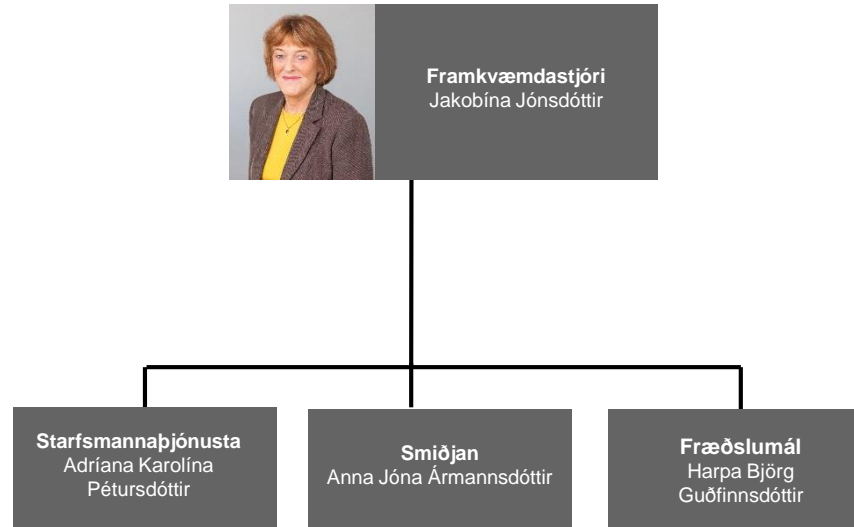 Framkvæmdastjóri
Jakobína Jónsdóttir
Starfsmannaþjónusta
Adríana Karolína
Pétursdóttir
Smiðjan
Anna Jóna Ármannsdóttir
Fræðslumál
Harpa Björg
Guðfinnsdóttir